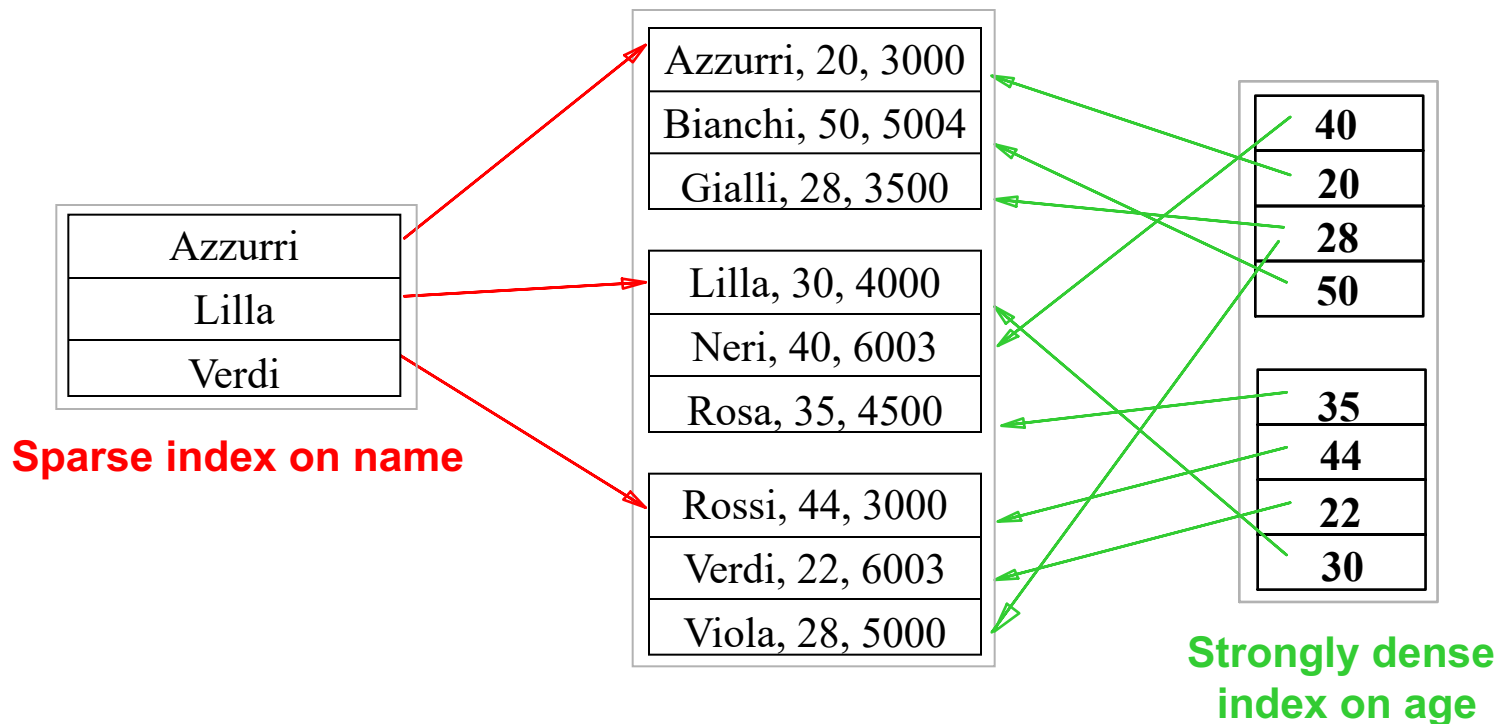 Azzurri
Lilla
Verdi
Sparse index on name
Azzurri, 20, 3000
Bianchi, 50, 5004
Gialli, 28, 3500
Lilla, 30, 4000
Neri, 40, 6003
Rosa, 35, 4500
Rossi, 44, 3000
Verdi, 22, 6003
Viola, 28, 5000
40
20
28
50
35
44
22
30
Strongly dense
index on age